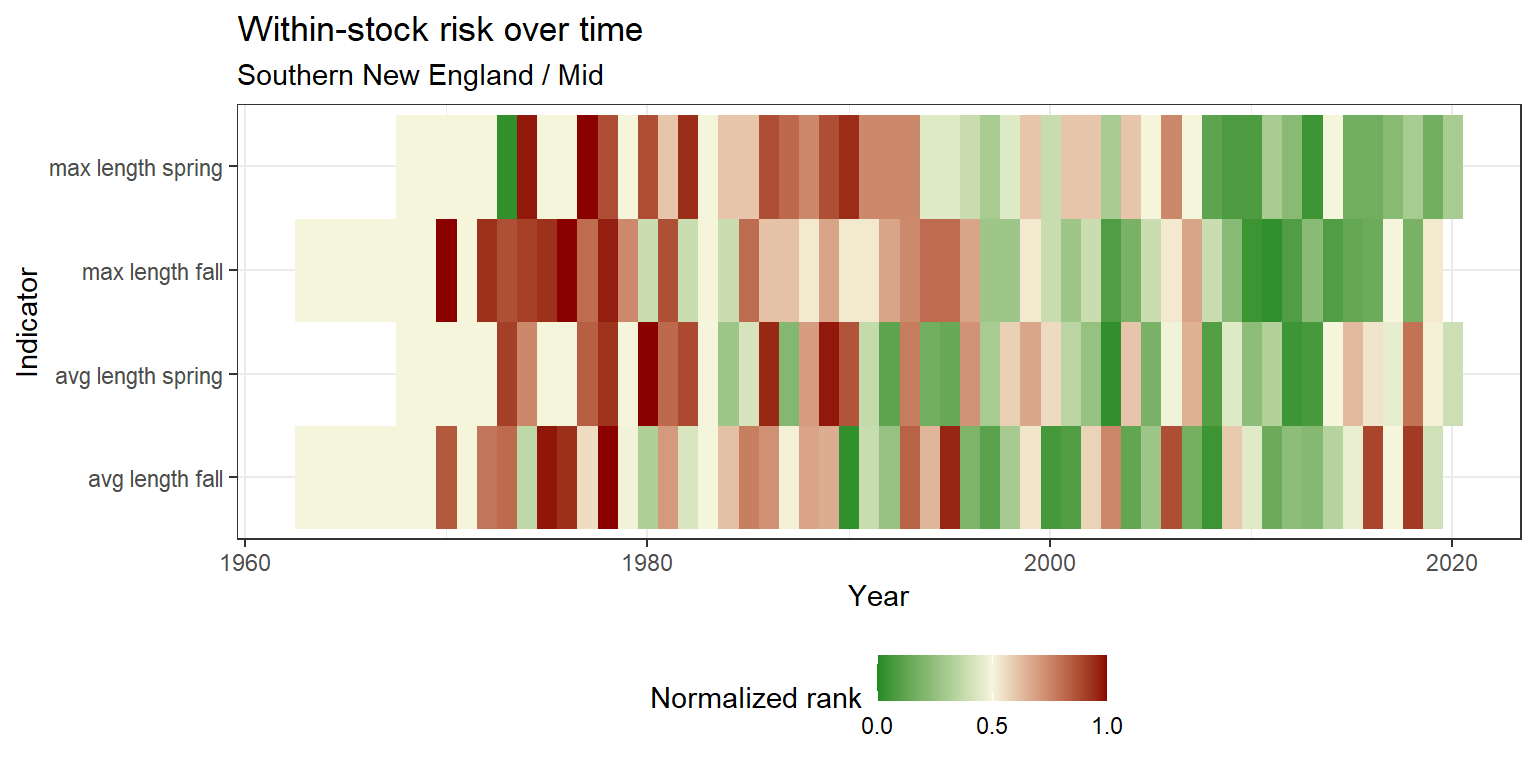 Within-stock risk over time
Southern New England / Mid
Indicator
max length spring
max length fall
avg length spring
avg length fall
1960 1980 2000 2020
Year
Normalized rank
0.0 0.5 1.0